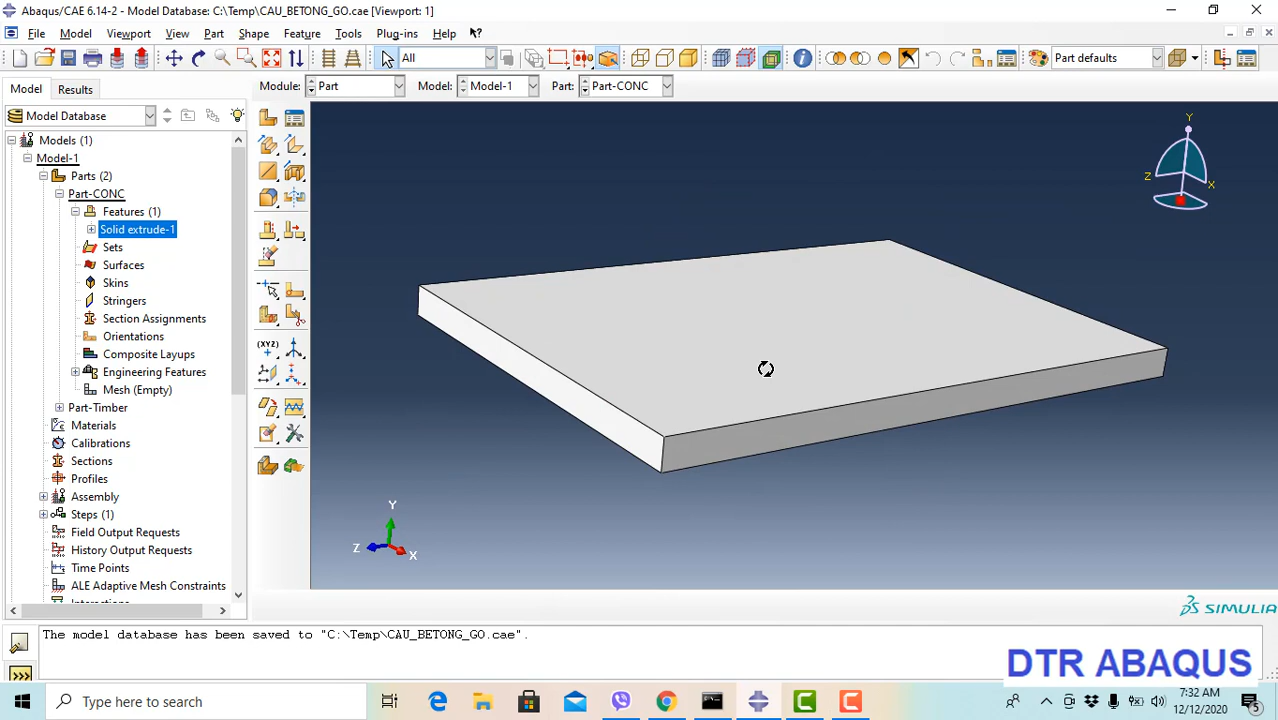 Abaqus/CAE 6.14-2 - Model Database: C:\Temp\CAU_BETONG_GO.cae [Viewport: 1]
File Model Viewport View Part Shape Feature Tools Plug-ins Help
All
Part defaults
Model Results
Module: Part Model: Model-1 Part: Part-CONC
Model Database
Models (1)
Model-1
Parts (2)
Part-CONC
Features (1)
Solid extrude-1
Sets
Surfaces
Skins
Stringers
Section Assignments
Orientations
Composite Layups
Engineering Features
Mesh (Empty)
Part-Timber
Materials
Calibrations
Sections
Profiles
Assembly
Steps (1)
Field Output Requests
History Output Requests
Time Points
ALE Adaptive Mesh Constraints
(XYZ)
Y
Z
X
Y
Z
X
SIMULIA
The model database has been saved to "C:\Temp\CAU_BETONG_GO.cae".
>>>
DTR ABAQUS
Type here to search
7:32 AM
12/12/2020
5